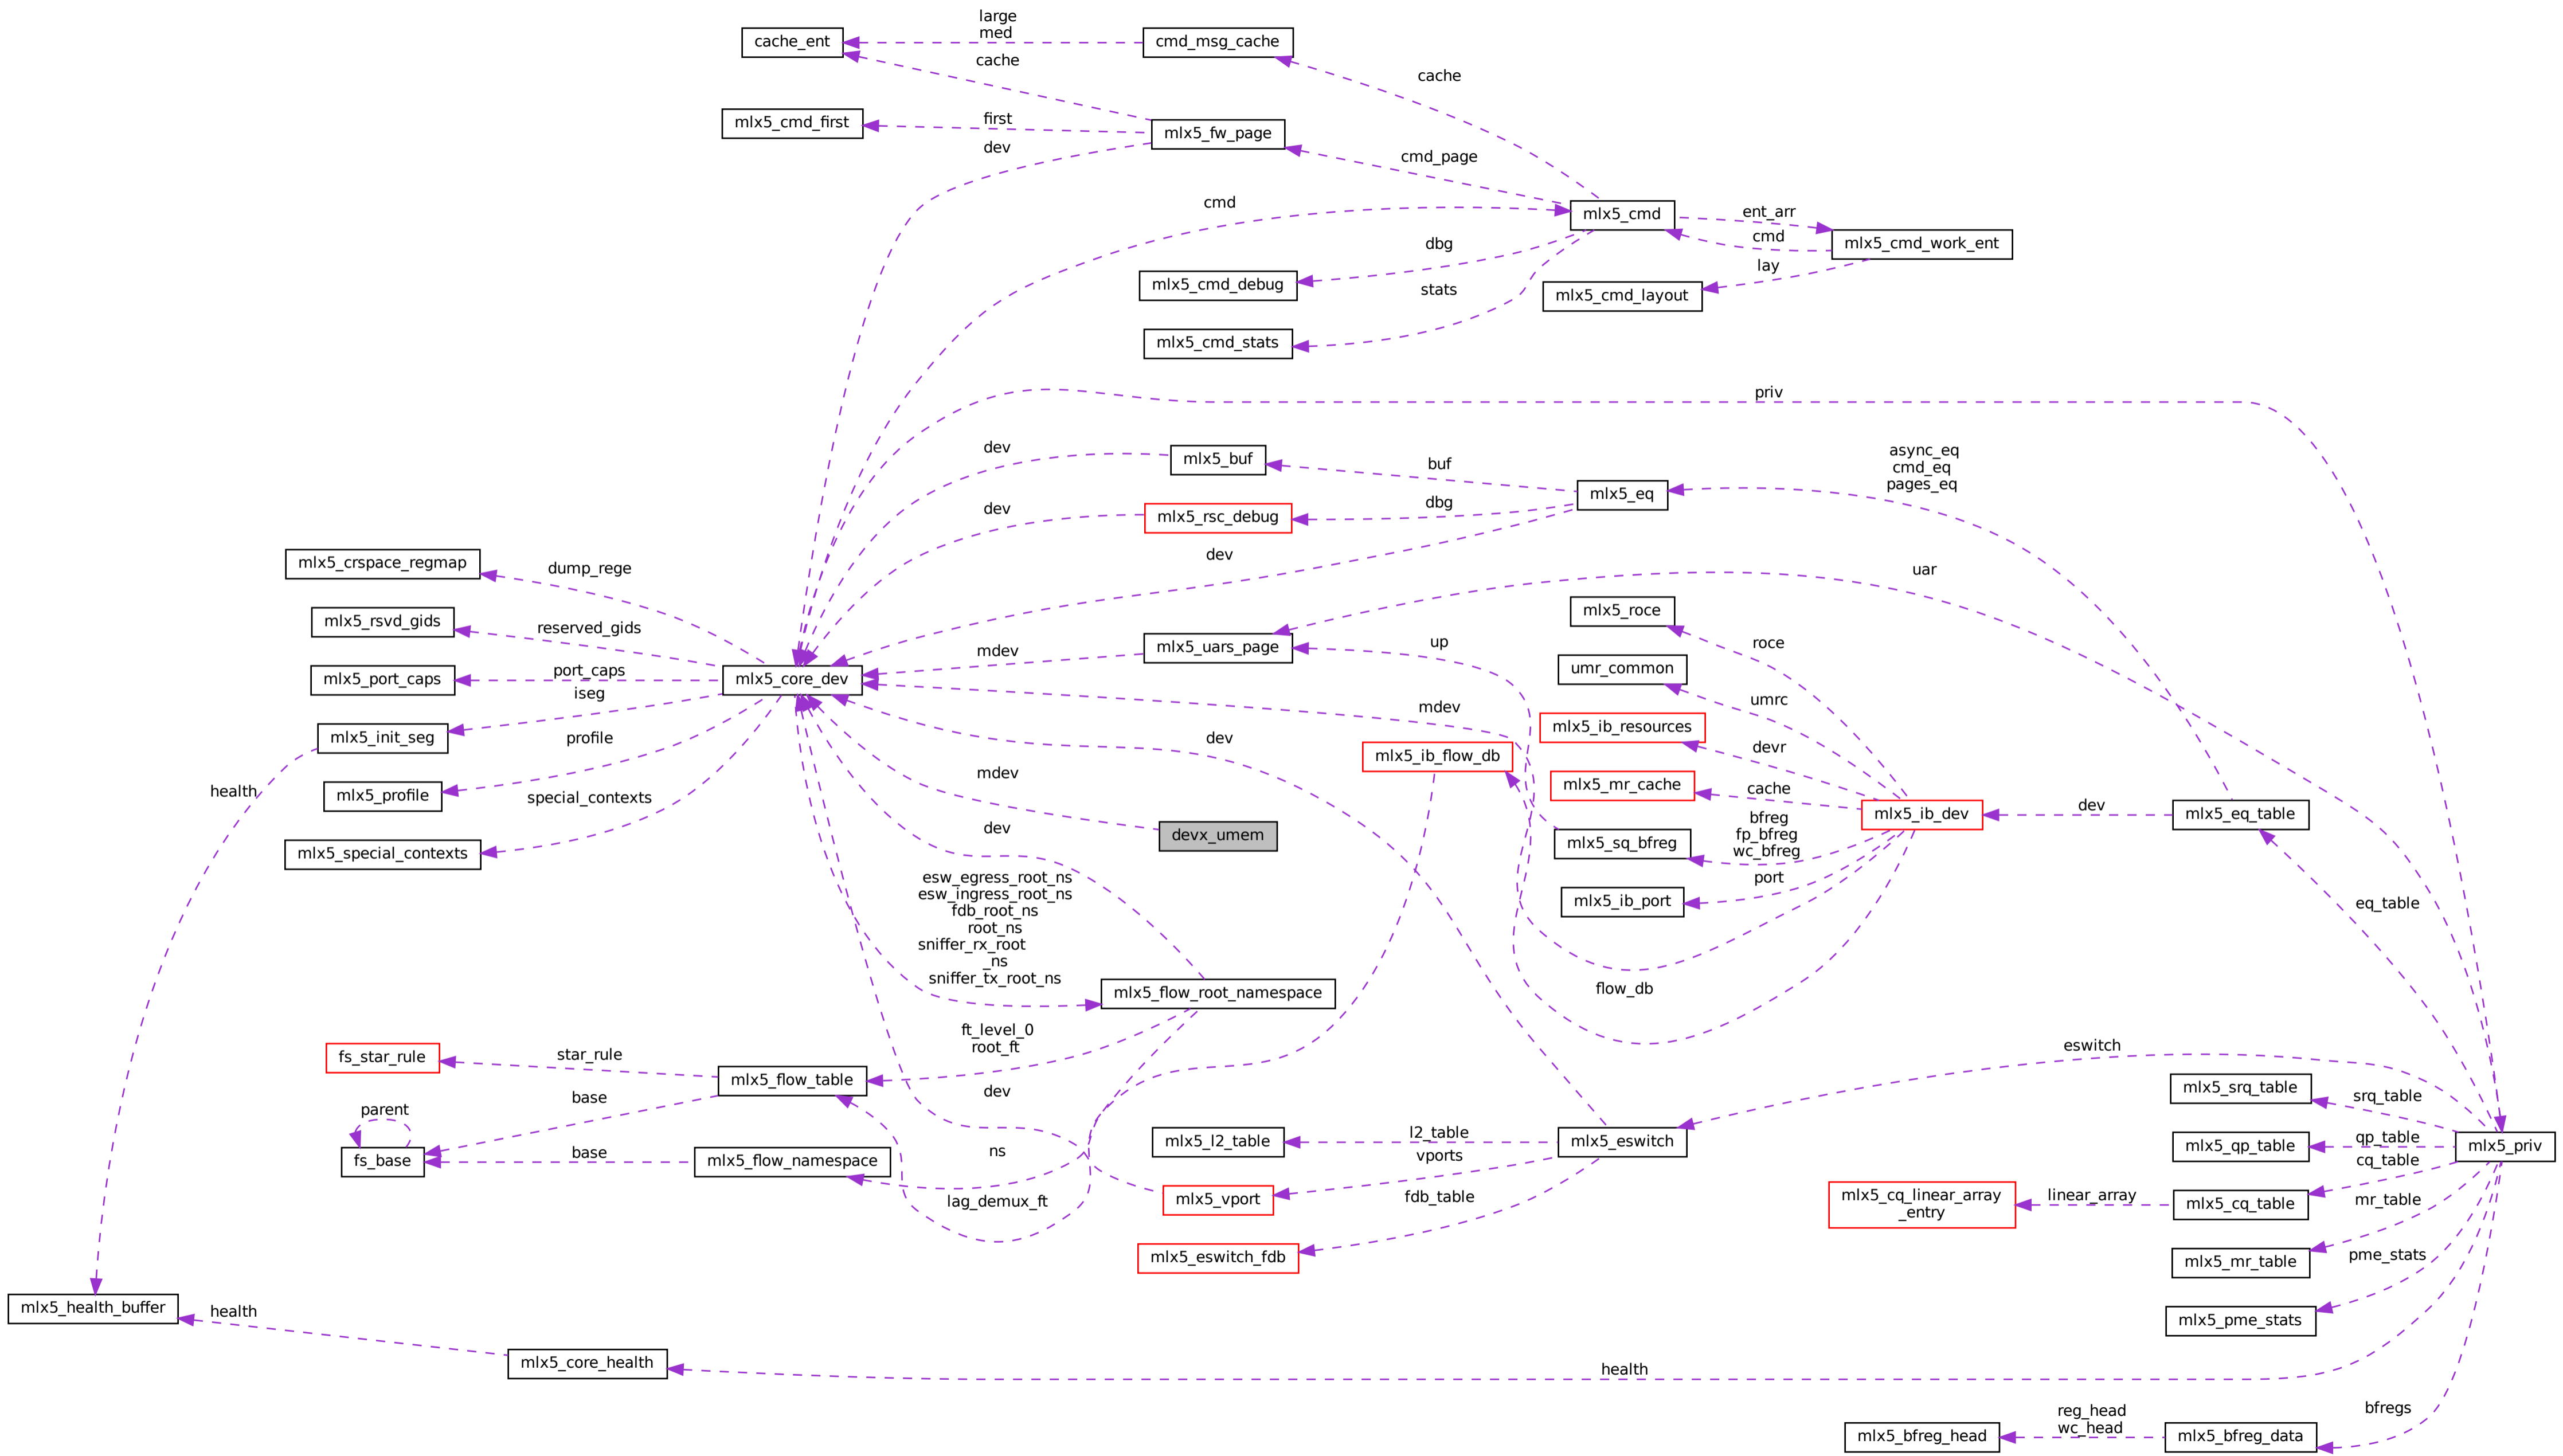 large
med
cache_ent
cmd_msg_cache
cache
cache
mlx5_cmd_first
first
mlx5_fw_page
dev
cmd_page
cmd
mlx5_cmd
ent_arr
cmd
mlx5_cmd_work_ent
dbg
lay
mlx5_cmd_debug
stats
mlx5_cmd_layout
mlx5_cmd_stats
priv
dev
mlx5_buf
buf
async_eq
cmd_eq
pages_eq
mlx5_eq
dev
mlx5_rsc_debug
dbg
dev
mlx5_crspace_regmap
dump_rege
uar
mlx5_rsvd_gids
reserved_gids
mlx5_roce
mlx5_uars_page
up
roce
mdev
mlx5_port_caps
port_caps
mlx5_core_dev
umr_common
iseg
umrc
mdev
mlx5_init_seg
profile
dev
mlx5_ib_resources
devr
mlx5_ib_flow_db
mdev
health
mlx5_profile
special_contexts
mlx5_mr_cache
cache
dev
mlx5_ib_dev
mlx5_eq_table
bfreg
fp_bfreg
wc_bfreg
dev
devx_umem
mlx5_sq_bfreg
mlx5_special_contexts
port
esw_egress_root_ns
esw_ingress_root_ns
fdb_root_ns
root_ns
sniffer_rx_root
_ns
sniffer_tx_root_ns
mlx5_ib_port
eq_table
mlx5_flow_root_namespace
flow_db
ft_level_0
root_ft
eswitch
fs_star_rule
star_rule
mlx5_flow_table
dev
base
mlx5_srq_table
srq_table
parent
fs_base
base
mlx5_flow_namespace
ns
mlx5_l2_table
l2_table
vports
mlx5_eswitch
mlx5_qp_table
qp_table
mlx5_priv
cq_table
lag_demux_ft
mlx5_vport
fdb_table
mlx5_cq_linear_array
_entry
linear_array
mlx5_cq_table
mr_table
mlx5_eswitch_fdb
mlx5_mr_table
pme_stats
mlx5_health_buffer
health
mlx5_pme_stats
mlx5_core_health
health
bfregs
mlx5_bfreg_head
reg_head
wc_head
mlx5_bfreg_data